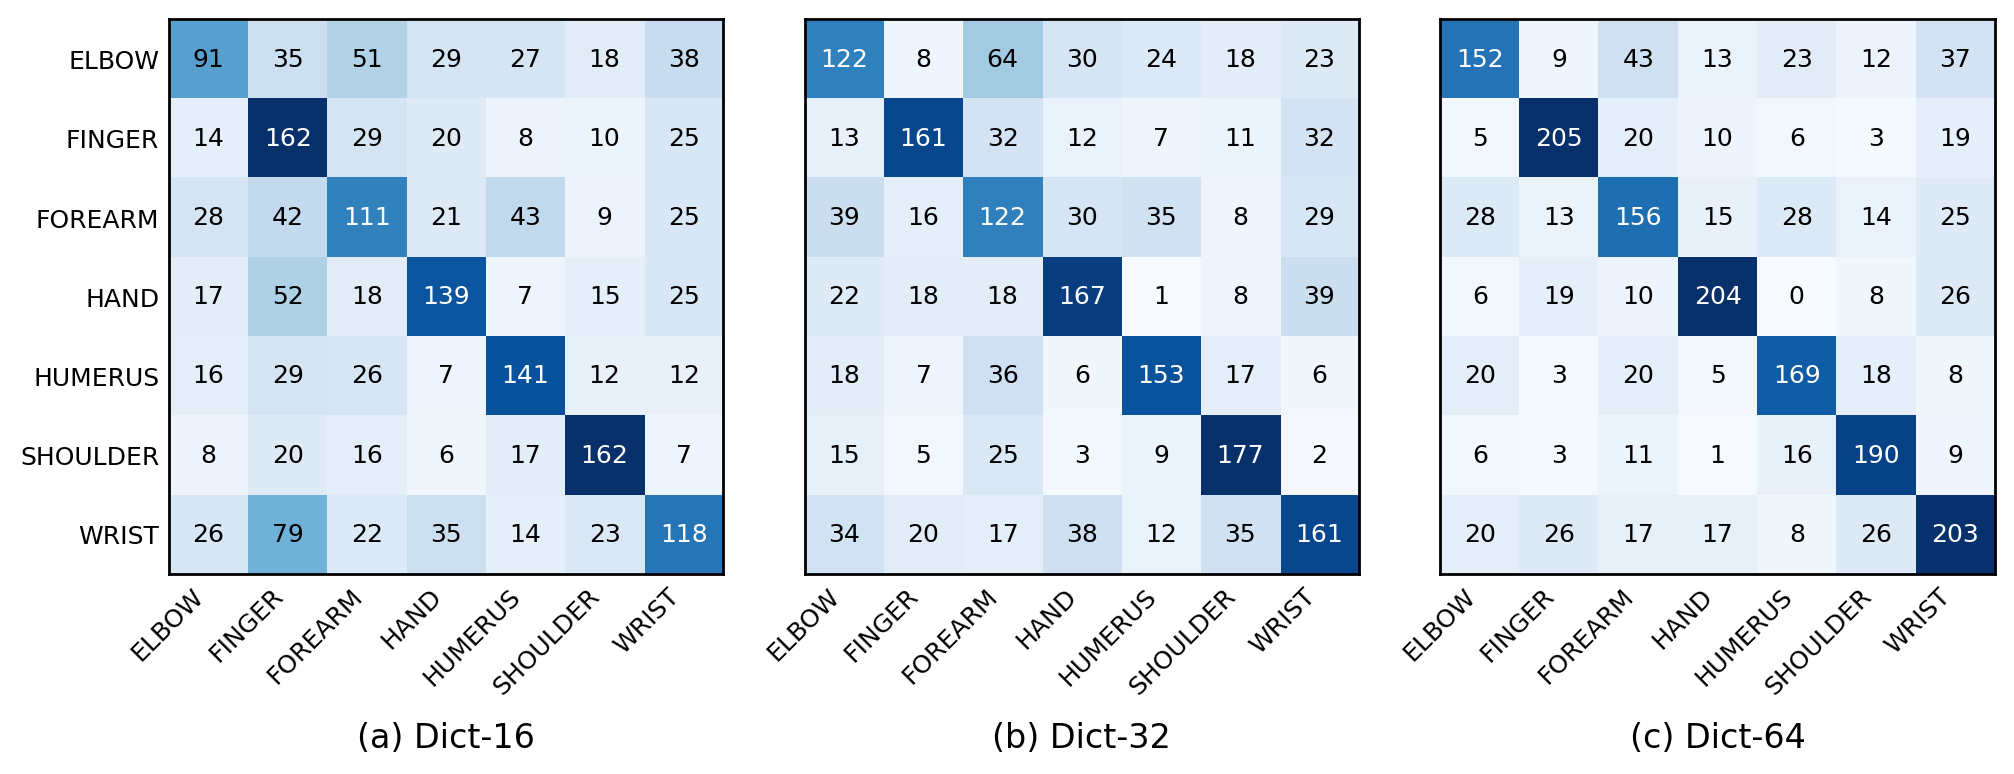 ELBOW 91 35 51 29 27 18 38 122 8 64 30 24 18 23 152 9 43 13 23 12 37
FINGER 14 162 29 20 8 10 25 13 161 32 12 7 11 32 5 205 20 10 6 3 19
FOREARM 28 42 111 21 43 9 25 39 16 122 30 35 8 29 28 13 156 15 28 14 25
HAND 17 52 18 139 7 15 25 22 18 18 167 1 8 39 6 19 10 204 0 8 26
HUMERUS 16 29 26 7 141 12 12 18 7 36 6 153 17 6 20 3 20 5 169 18 8
SHOULDER 8 20 16 6 17 162 7 15 5 25 3 9 177 2 6 3 11 1 16 190 9
WRIST 26 79 22 35 14 23 118 34 20 17 38 12 35 161 20 26 17 17 8 26 203
ELBOW FINGER FOREARM HAND HUMERUS SHOULDER WRIST ELBOW FINGER FOREARM HAND HUMERUS SHOULDER WRIST ELBOW FINGER FOREARM HAND HUMERUS SHOULDER WRIST
(a) Dict-16 (b) Dict-32 (c) Dict-64